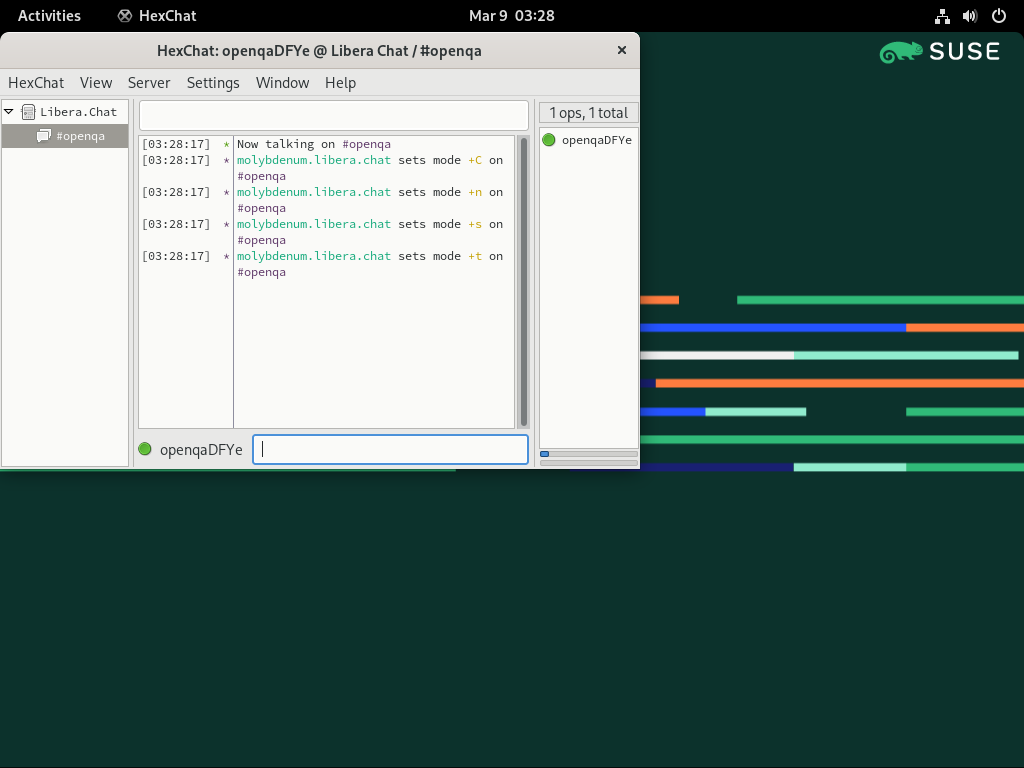 Activities
HexChat
Mar 9 03:28
SUSE
HexChat: openqaDFYe @ Libera Chat / #openqa
HexChat View Server Settings Window Help
Libera.Chat
#openqa
1 ops, 1 total
openqaDFYe
[03:28:17] * Now talking on #openqa
[03:28:17] * molybdenum.libera.chat sets mode +C on
#openqa
[03:28:17] * molybdenum.libera.chat sets mode +n on
#openqa
[03:28:17] * molybdenum.libera.chat sets mode +s on
#openqa
[03:28:17] * molybdenum.libera.chat sets mode +t on
#openqa
openqaDFYe